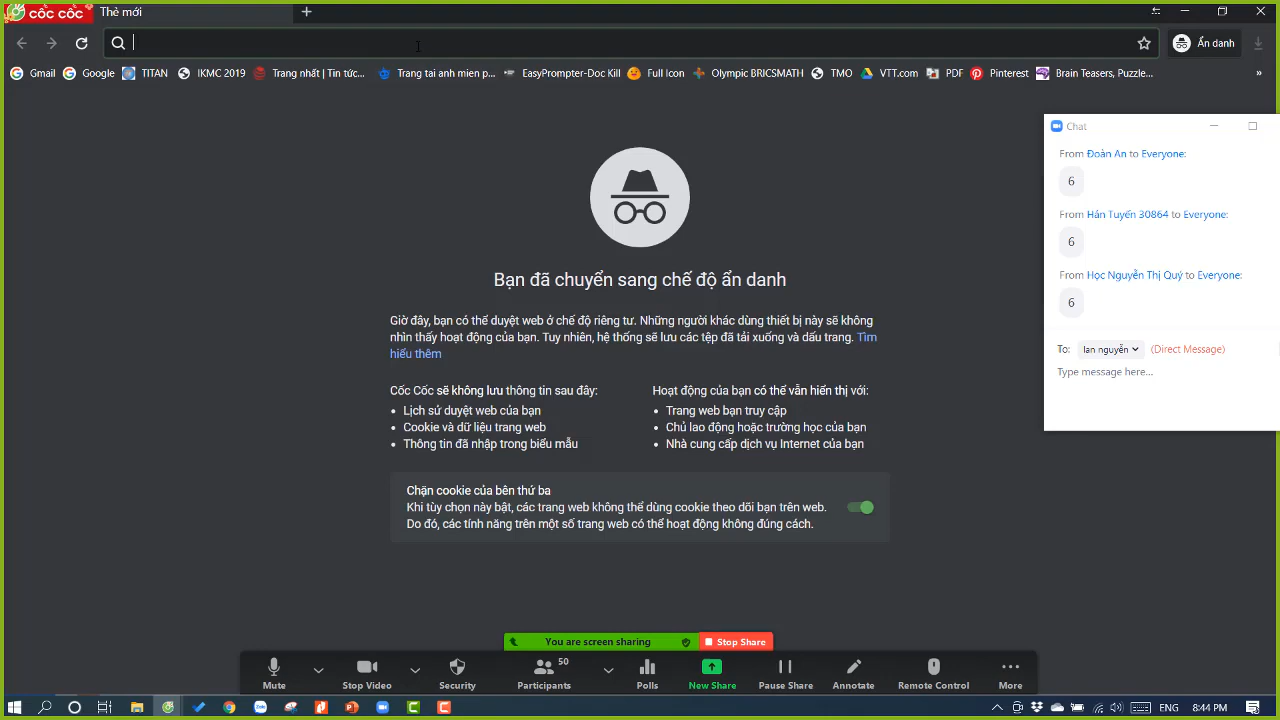 cốc cốc
Thẻ mới
Ẩn danh
Gmail
Google
TITAN
IKMC 2019
Trang nhất | Tin tức...
Trang tai anh mien p...
EasyPrompter-Doc Kill
Full Icon
Olympic BRICSMATH
TMO
VTT.com
PDF
Pinterest
Brain Teasers, Puzzle...
»
Bạn đã chuyển sang chế độ ẩn danh
Giờ đây, bạn có thể duyệt web ở chế độ riêng tư. Những người khác dùng thiết bị này sẽ không
nhìn thấy hoạt động của bạn. Tuy nhiên, hệ thống sẽ lưu các tệp đã tải xuống và dấu trang. Tìm
hiểu thêm
Cốc Cốc sẽ không lưu thông tin sau đây:
• Lịch sử duyệt web của bạn
• Cookie và dữ liệu trang web
• Thông tin đã nhập trong biểu mẫu
Hoạt động của bạn có thể vẫn hiển thị với:
• Trang web bạn truy cập
• Chủ lao động hoặc trường học của bạn
• Nhà cung cấp dịch vụ Internet của bạn
Chặn cookie của bên thứ ba
Khi tùy chọn này bật, các trang web không thể dùng cookie theo dõi bạn trên web.
Do đó, các tính năng trên một số trang web có thể hoạt động không đúng cách.
Chat
From Đoàn An to Everyone:
6
From Hán Tuyến 30864 to Everyone:
6
From Học Nguyễn Thị Quý to Everyone:
6
To: lan nguyễn (Direct Message)
Type message here...
You are screen sharing
Stop Share
Mute
Stop Video
Security
Participants
50
Polls
New Share
Pause Share
Annotate
Remote Control
More
Zalo
ENG
8:44 PM